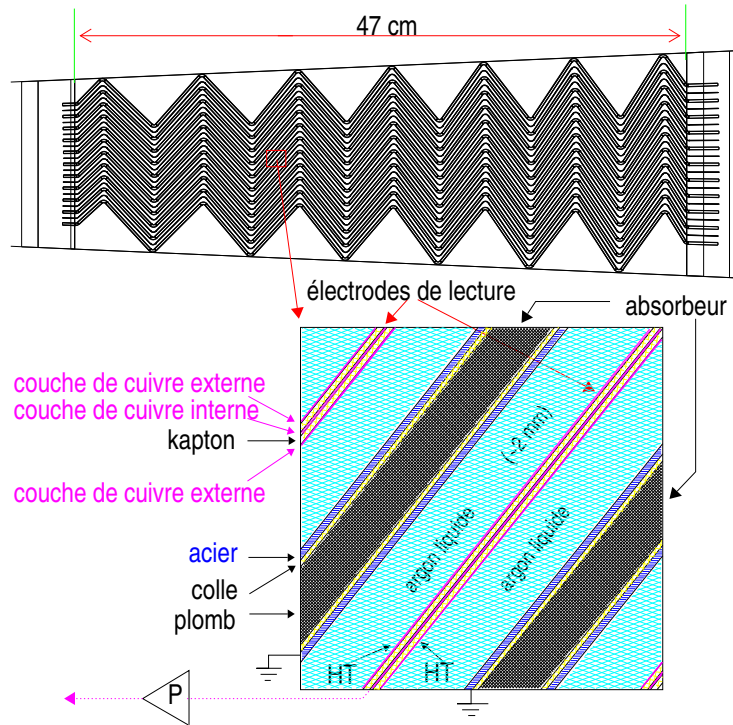 47 cm
électrodes de lecture
absorbeur
couche de cuivre externe
couche de cuivre interne
kapton
couche de cuivre externe
(~2 mm)
argon liquide
argon liquide
acier
colle
plomb
HT
HT
P